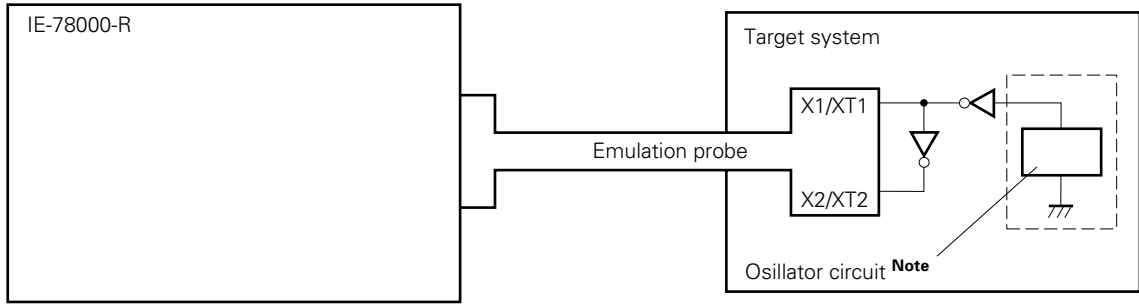 IE-78000-R
Target system
X1/XT1
Emulation probe
X2/XT2
Osillator circuit Note